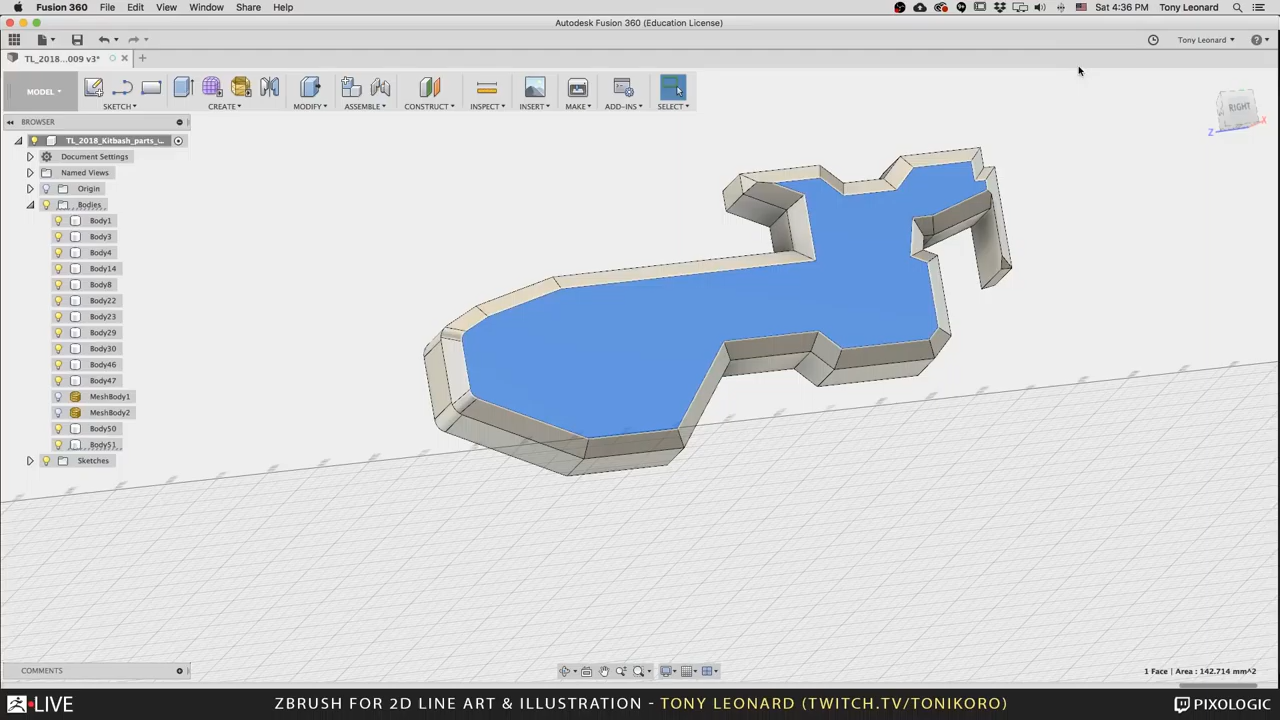 Fusion 360 File Edit View Window Share Help Sat 4:36 PM Tony Leonard
Autodesk Fusion 360 (Education License)
Tony Leonard
TL_2018...009 v3*
MODEL SKETCH CREATE MODIFY ASSEMBLE CONSTRUCT INSPECT INSERT MAKE ADD-INS SELECT
BROWSER
TL_2018_Kitbash_parts_u...
Document Settings
Named Views
Origin
Bodies
Body1
Body3
Body4
Body14
Body8
Body22
Body23
Body29
Body30
Body46
Body47
MeshBody1
MeshBody2
Body50
Body51
Sketches
RIGHT
X
Z
COMMENTS
1 Face | Area : 142.714 mm^2
LIVE ZBRUSH FOR 2D LINE ART & ILLUSTRATION - TONY LEONARD (TWITCH.TV/TONIKORO) PIXOLOGIC